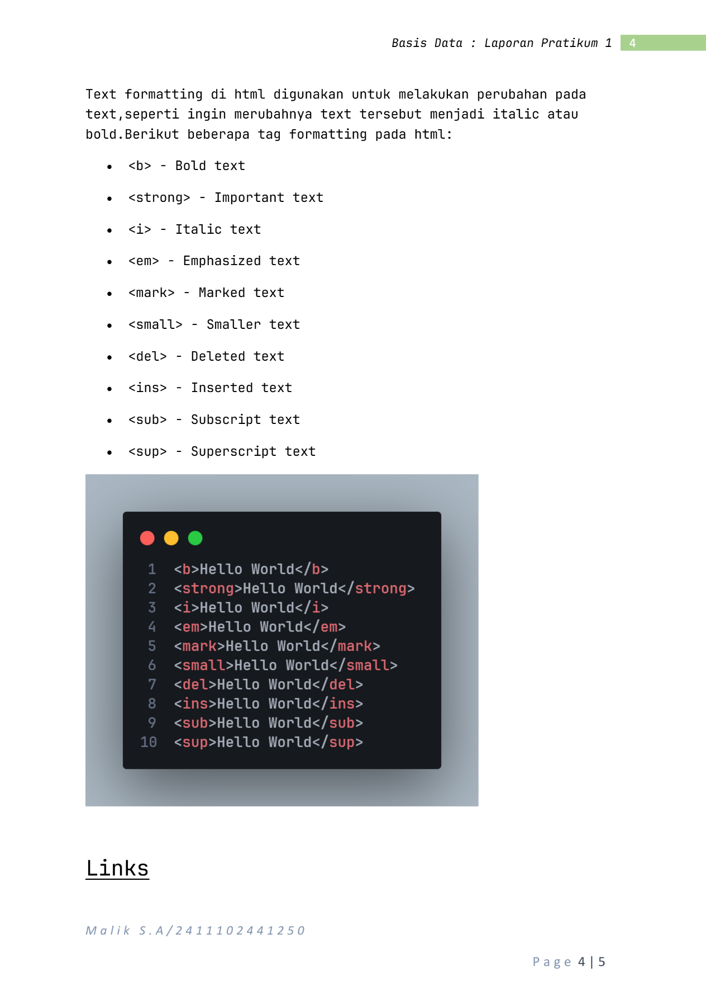 Basis Data : Laporan Pratikum 1 4
Text formatting di html digunakan untuk melakukan perubahan pada
text,seperti ingin merubahnya text tersebut menjadi italic atau
bold.Berikut beberapa tag formatting pada html:
• <b> - Bold text
• <strong> - Important text
• <i> - Italic text
• <em> - Emphasized text
• <mark> - Marked text
• <small> - Smaller text
• <del> - Deleted text
• <ins> - Inserted text
• <sub> - Subscript text
• <sup> - Superscript text
1 <b>Hello World</b>
2 <strong>Hello World</strong>
3 <i>Hello World</i>
4 <em>Hello World</em>
5 <mark>Hello World</mark>
6 <small>Hello World</small>
7 <del>Hello World</del>
8 <ins>Hello World</ins>
9 <sub>Hello World</sub>
10 <sup>Hello World</sup>
Links
Malik S.A/2411102441250
Page 4|5